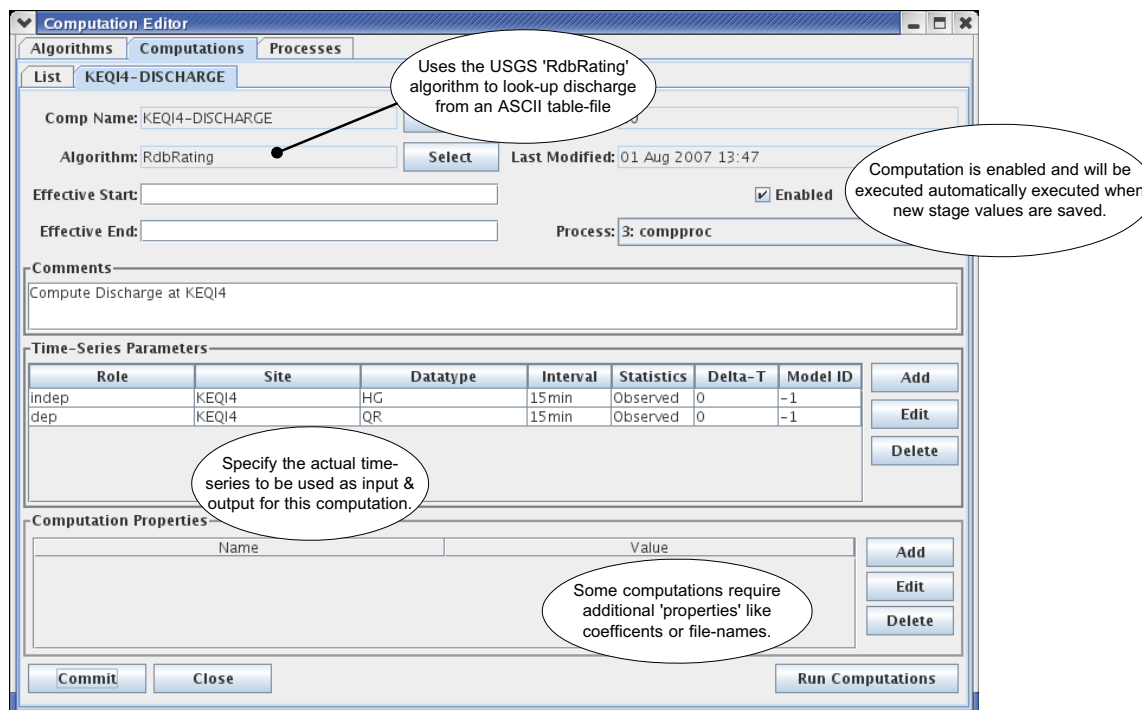 Computation Editor
Algorithms Computations Processes
List KEQI4-DISCHARGE
Uses the USGS 'RdbRating'
algorithm to look-up discharge
from an ASCII table-file
Comp Name: KEQI4-DISCHARGE
Algorithm: RdbRating Select Last Modified: 01 Aug 2007 13:47
Computation is enabled and will be
executed automatically executed when
new stage values are saved.
Effective Start: Enabled
Effective End: Process: 3: compproc
Comments
Compute Discharge at KEQI4
Time-Series Parameters
Role Site Datatype Interval Statistics Delta-T Model ID Add
indep KEQI4 HG 15min Observed 0 -1
dep KEQI4 QR 15min Observed 0 -1
Edit
Delete
Specify the actual time-
series to be used as input &
output for this computation.
Computation Properties
Name Value Add
Edit
Delete
Some computations require
additional 'properties' like
coefficents or file-names.
Commit Close Run Computations